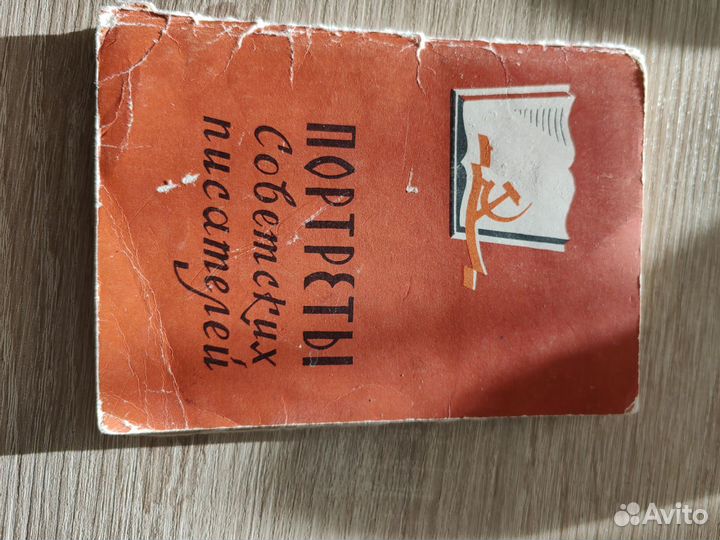 ПОРТРЕТЫ
Советских
писателей
Avito